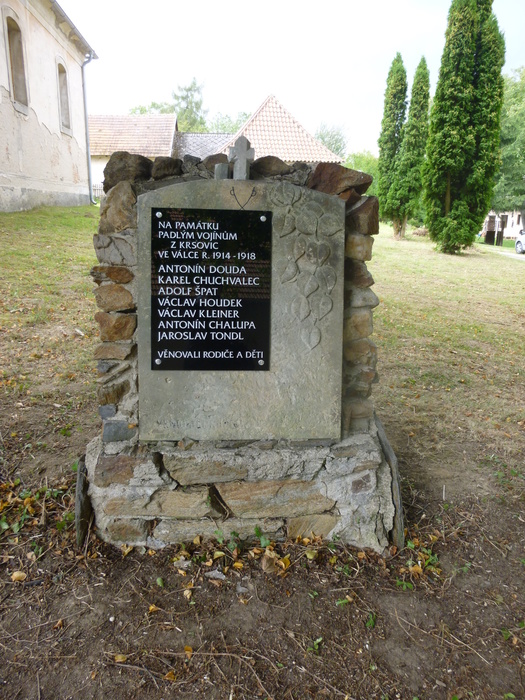 NA PAMÁTKU
PADLÝM VOJÍNŮM
Z KRSOVIC
VE VÁLCE R. 1914 - 1918
ANTONÍN DOUDA
KAREL CHUCHVALEC
ADOLF ŠPAT
VÁCLAV HOUDEK
VÁCLAV KLEINER
ANTONÍN CHALUPA
JAROSLAV TONDL
VĚNOVALI RODIČE A DĚTI